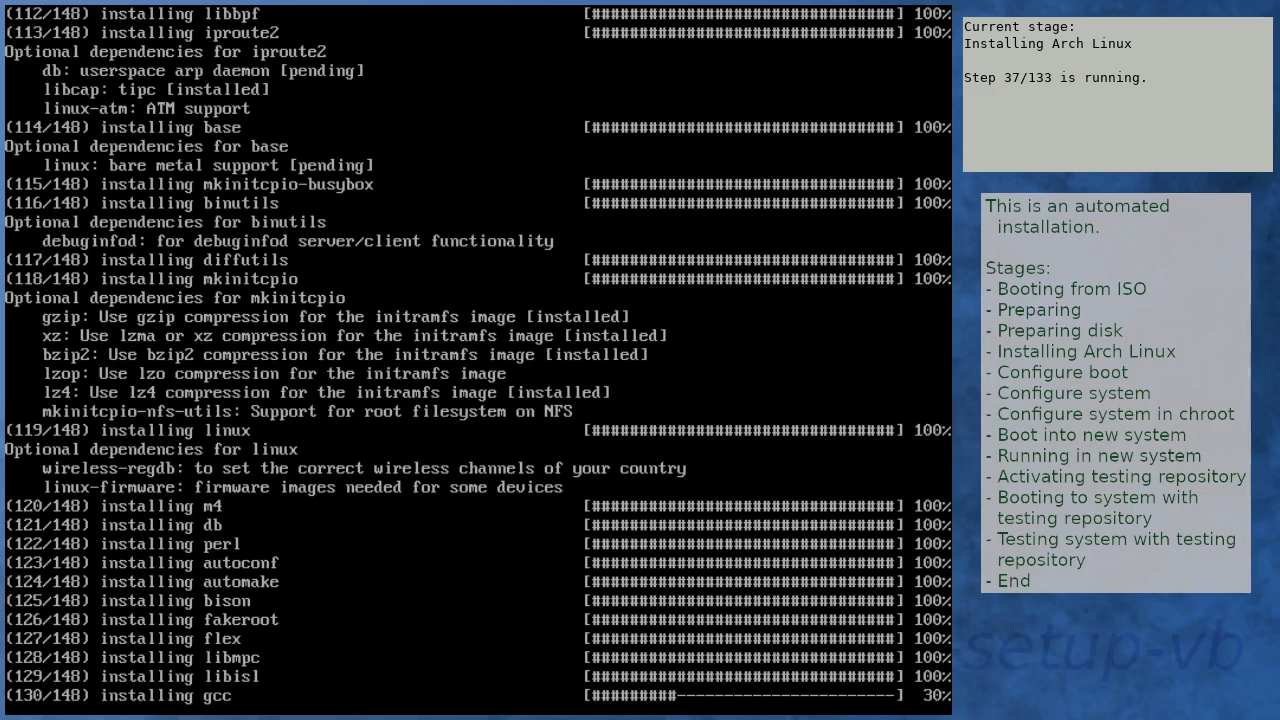 (112/148) installing libbpf [################################] 100%
(113/148) installing iproute2 [################################] 100%
Optional dependencies for iproute2
db: userspace arp daemon [pending]
libcap: tipc [installed]
linux-atm: ATM support
(114/148) installing base [################################] 100%
Optional dependencies for base
linux: bare metal support [pending]
(115/148) installing mkinitcpio-busybox [################################] 100%
(116/148) installing binutils [################################] 100%
Optional dependencies for binutils
debuginfod: for debuginfod server/client functionality
(117/148) installing diffutils [################################] 100%
(118/148) installing mkinitcpio [################################] 100%
Optional dependencies for mkinitcpio
gzip: Use gzip compression for the initramfs image [installed]
xz: Use lzma or xz compression for the initramfs image [installed]
bzip2: Use bzip2 compression for the initramfs image [installed]
lzop: Use lzo compression for the initramfs image
lz4: Use lz4 compression for the initramfs image [installed]
mkinitcpio-nfs-utils: Support for root filesystem on NFS
(119/148) installing linux [################################] 100%
Optional dependencies for linux
wireless-regdb: to set the correct wireless channels of your country
linux-firmware: firmware images needed for some devices
(120/148) installing m4 [################################] 100%
(121/148) installing db [################################] 100%
(122/148) installing perl [################################] 100%
(123/148) installing autoconf [################################] 100%
(124/148) installing automake [################################] 100%
(125/148) installing bison [################################] 100%
(126/148) installing fakeroot [################################] 100%
(127/148) installing flex [################################] 100%
(128/148) installing libmpc [################################] 100%
(129/148) installing libisl [################################] 100%
(130/148) installing gcc [#########-----------------------] 30%
Current stage:
Installing Arch Linux
Step 37/133 is running.
This is an automated
installation.
Stages:
- Booting from ISO
- Preparing
- Preparing disk
- Installing Arch Linux
- Configure boot
- Configure system
- Configure system in chroot
- Boot into new system
- Running in new system
- Activating testing repository
- Booting to system with
testing repository
- Testing system with testing
repository
- End
setup-vb